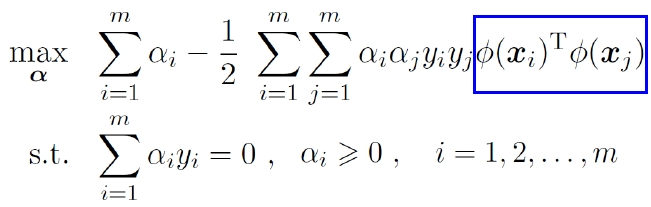 max_α ∑_{i=1}^{m} α_i − 1/2 ∑_{i=1}^{m} ∑_{j=1}^{m} α_i α_j y_i y_j ϕ(x_i)^T ϕ(x_j)
s.t. ∑_{i=1}^{m} α_i y_i = 0 , α_i ⩾ 0 , i = 1, 2, . . . , m